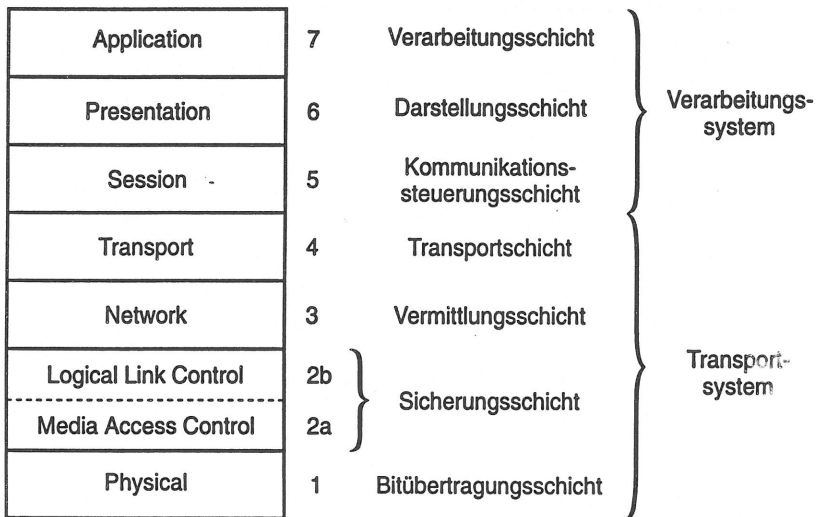 Application 7 Verarbeitungsschicht
Presentation 6 Darstellungsschicht
Verarbeitungs-
system
Session 5 Kommunikations-
steuerungsschicht
Transport 4 Transportschicht
Network 3 Vermittlungsschicht
Logical Link Control 2b
Media Access Control 2a
Sicherungsschicht
Transport-
system
Physical 1 Bitübertragungsschicht